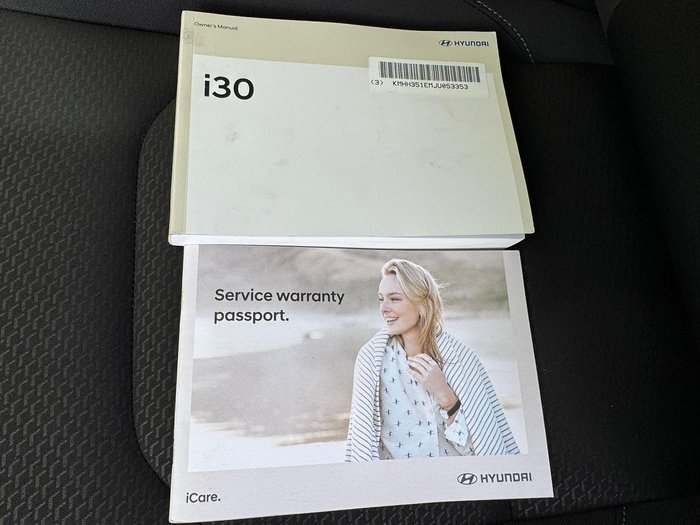 Owner's Manual
HYUNDAI
i30
(3) KMHH351EMJU053353
Service warranty
passport.
HYUNDAI
iCare.